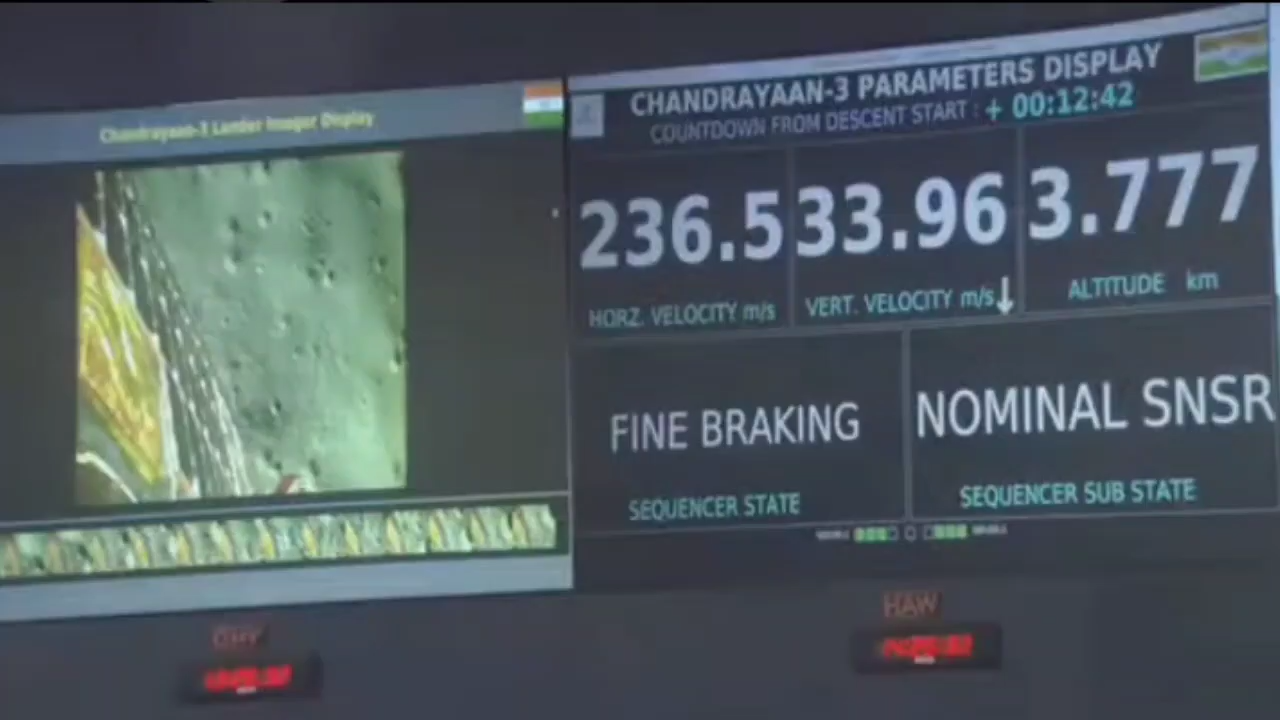 Chandrayaan-3 Lander Imager Display
CHANDRAYAAN-3 PARAMETERS DISPLAY
COUNTDOWN FROM DESCENT START : + 00:12:42
236.5
33.96
3.777
HORZ. VELOCITY m/s
VERT. VELOCITY m/s
ALTITUDE km
FINE BRAKING
NOMINAL SNSR
SEQUENCER STATE
SEQUENCER SUB STATE
HAW